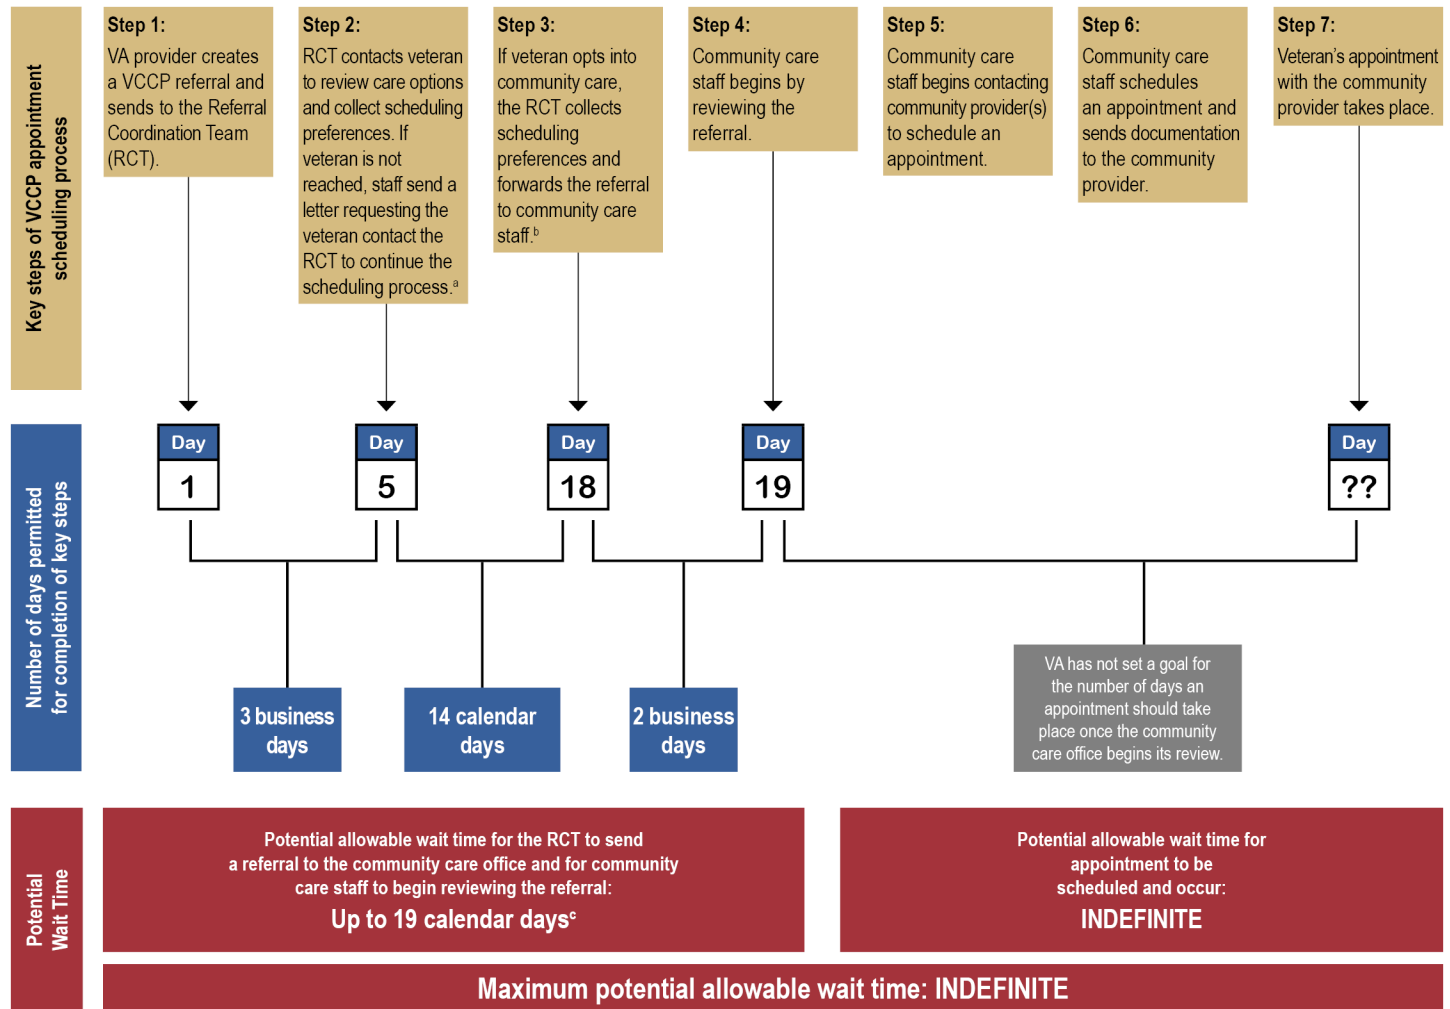 Key steps of VCCP appointment
scheduling process
Step 1:
VA provider creates
a VCCP referral and
sends to the Referral
Coordination Team
(RCT).
Step 2:
RCT contacts veteran
to review care options
and collect scheduling
preferences. If
veteran is not
reached, staff send a
letter requesting the
veteran contact the
RCT to continue the
scheduling process.ª
Step 3:
If veteran opts into
community care,
the RCT collects
scheduling
preferences and
forwards the referral
to community care
staff.ᵇ
Step 4:
Community care
staff begins by
reviewing the
referral.
Step 5:
Community care
staff begins contacting
community provider(s)
to schedule an
appointment.
Step 6:
Community care
staff schedules
an appointment and
sends documentation
to the community
provider.
Step 7:
Veteran’s appointment
with the community
provider takes place.
Number of days permitted
for completion of key steps
Day
1
Day
5
Day
18
Day
19
Day
??
3 business
days
14 calendar
days
2 business
days
VA has not set a goal for
the number of days an
appointment should take
place once the community
care office begins its review.
Potential
Wait Time
Potential allowable wait time for the RCT to send
a referral to the community care office and for community
care staff to begin reviewing the referral:
Up to 19 calendar daysᶜ
Potential allowable wait time for
appointment to be
scheduled and occur:
INDEFINITE
Maximum potential allowable wait time: INDEFINITE